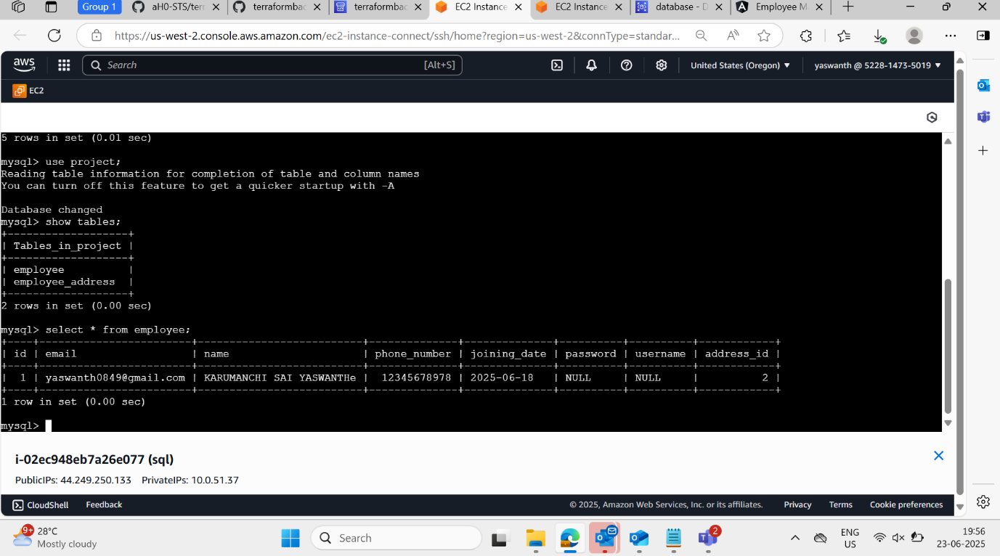 Group 1
aH0-STS/terr
terraformbac
terraformbac
EC2 Instance
EC2 Instance
database - D
Employee M
https://us-west-2.console.aws.amazon.com/ec2-instance-connect/ssh/home?region=us-west-2&connType=standar...
aws
Search
[Alt+S]
United States (Oregon) ▼
yaswanth @ 5228-1473-5019 ▼
EC2
5 rows in set (0.01 sec)
mysql> use project;
Reading table information for completion of table and column names
You can turn off this feature to get a quicker startup with -A
Database changed
mysql> show tables;
+-------------------+
| Tables_in_project |
+-------------------+
| employee          |
| employee_address  |
+-------------------+
2 rows in set (0.00 sec)
mysql> select * from employee;
+----+------------------------+--------------------------+--------------+--------------+----------+----------+------------+
| id | email                  | name                     | phone_number | joining_date | password | username | address_id |
+----+------------------------+--------------------------+--------------+--------------+----------+----------+------------+
|  1 | yaswanth0849@gmail.com | KARUMANCHI SAI YASWANTHe |  12345678978 | 2025-06-18   | NULL     | NULL     |          2 |
+----+------------------------+--------------------------+--------------+--------------+----------+----------+------------+
1 row in set (0.00 sec)
mysql>
i-02ec948eb7a26e077 (sql)
PublicIPs: 44.249.250.133 PrivateIPs: 10.0.51.37
CloudShell
Feedback
© 2025, Amazon Web Services, Inc. or its affiliates.
Privacy
Terms
Cookie preferences
9+
28°C
Mostly cloudy
Search
2
ENG
US
19:56
23-06-2025